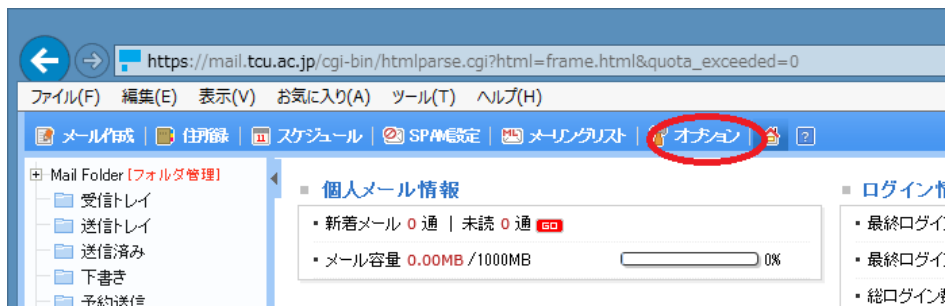 https://mail.tcu.ac.jp/cgi-bin/htmlparse.cgi?html=frame.html&quota_exceeded=0
ファイル(F) 編集(E) 表示(V) お気に入り(A) ツール(T) ヘルプ(H)
メール作成 | 住所録 | 11 スケジュール | SPAM設定 | ML メーリングリスト | オプション | ?
Mail Folder [フォルダ管理]
受信トレイ
送信トレイ
送信済み
下書き
予約送信
個人メール情報
・新着メール 0 通 | 未読 0 通 GO
・メール容量 0.00MB /1000MB 0%
ログイン
・最終ログイ
・最終ログイ
・総ログイン